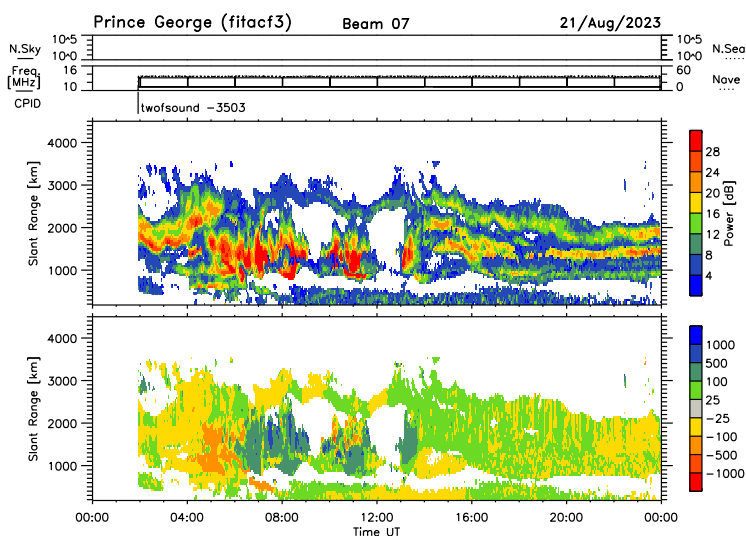 Prince George (fitacf3) Beam 07 21/Aug/2023
N.Sky 10^5 10^0 10^5 10^0 N.Sea
Freq. [MHz] 16 10 60 0 Nave
CPID twofsound -3503
Slant Range [km]
4000
3000
2000
1000
28
24
20
16
12
8
4
Power [dB]
Slant Range [km]
4000
3000
2000
1000
1000
500
100
25
-25
-100
-500
-1000
00:00 04:00 08:00 12:00 16:00 20:00 00:00
Time UT